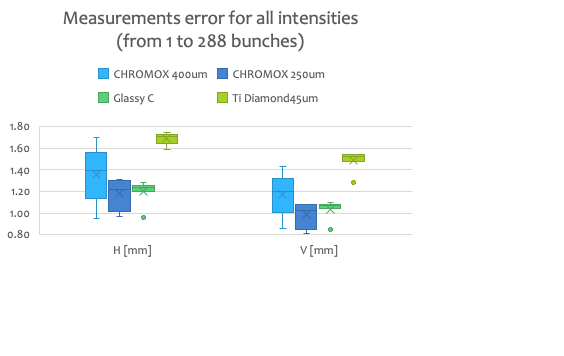 Measurements error for all intensities
(from 1 to 288 bunches)
CHROMOX 400um CHROMOX 250um
Glassy C Ti Diamond45um
1.80
1.60
1.40
1.20
1.00
0.80
H [mm] V [mm]